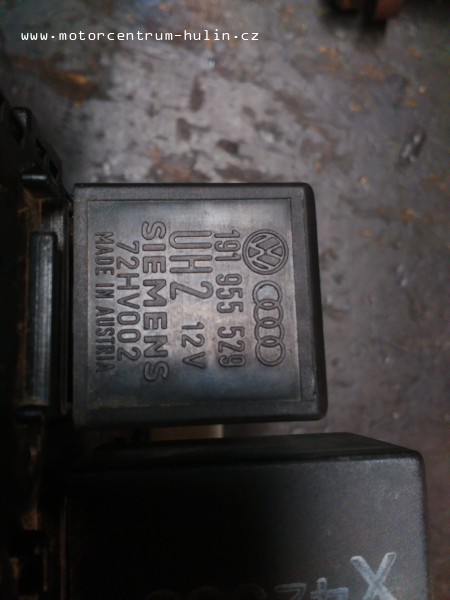 www.motorcentrum-hulin.cz
191 955 529
UH2 12V
SIEMENS
72HV002
MADE IN AUSTRIA